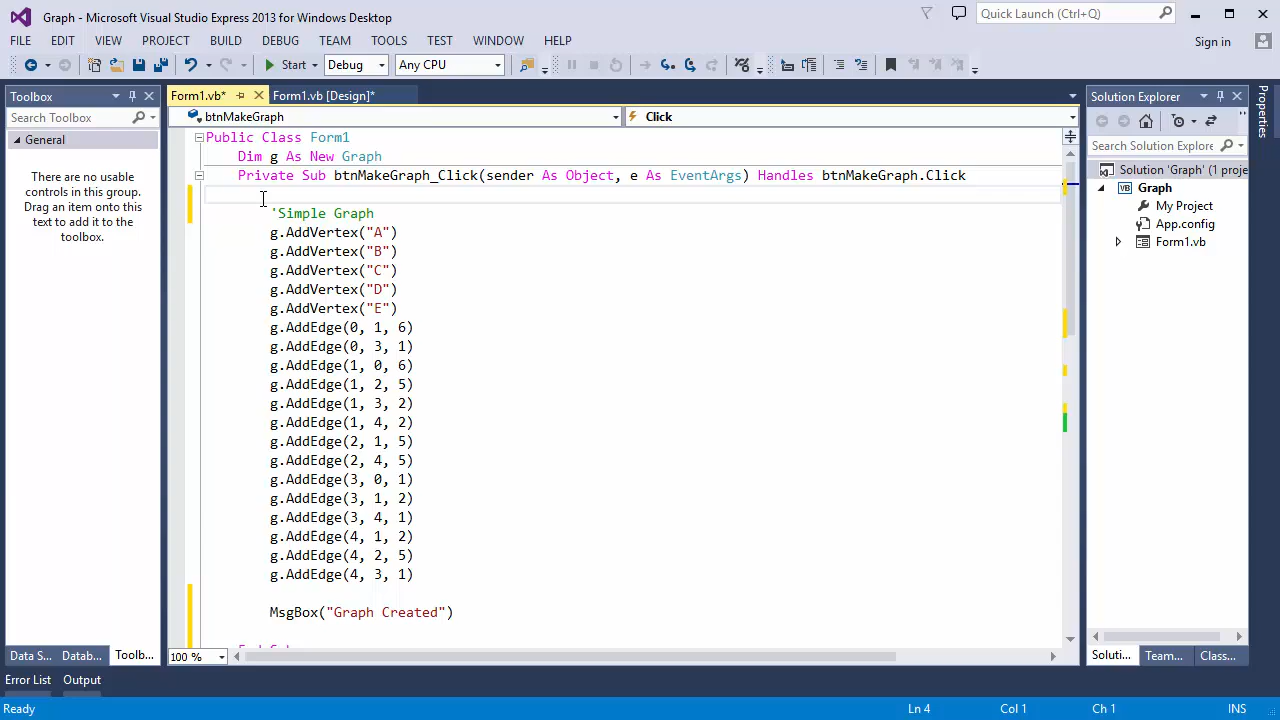 Graph - Microsoft Visual Studio Express 2013 for Windows Desktop
Quick Launch (Ctrl+Q)
FILE EDIT VIEW PROJECT BUILD DEBUG TEAM TOOLS TEST WINDOW HELP
Sign in
Start Debug Any CPU
Toolbox
Search Toolbox
General
There are no usable
controls in this group.
Drag an item onto this
text to add it to the
toolbox.
Data S... Datab... Toolb...
Form1.vb* Form1.vb [Design]*
btnMakeGraph Click
Public Class Form1
Dim g As New Graph
Private Sub btnMakeGraph_Click(sender As Object, e As EventArgs) Handles btnMakeGraph.Click
'Simple Graph
g.AddVertex("A")
g.AddVertex("B")
g.AddVertex("C")
g.AddVertex("D")
g.AddVertex("E")
g.AddEdge(0, 1, 6)
g.AddEdge(0, 3, 1)
g.AddEdge(1, 0, 6)
g.AddEdge(1, 2, 5)
g.AddEdge(1, 3, 2)
g.AddEdge(1, 4, 2)
g.AddEdge(2, 1, 5)
g.AddEdge(2, 4, 5)
g.AddEdge(3, 0, 1)
g.AddEdge(3, 1, 2)
g.AddEdge(3, 4, 1)
g.AddEdge(4, 1, 2)
g.AddEdge(4, 2, 5)
g.AddEdge(4, 3, 1)
MsgBox("Graph Created")
100 %
Solution Explorer
Search Solution Explorer
Solution 'Graph' (1 proje
Graph
My Project
App.config
Form1.vb
Soluti... Team... Class...
Properties
Error List Output
Ready Ln 4 Col 1 Ch 1 INS